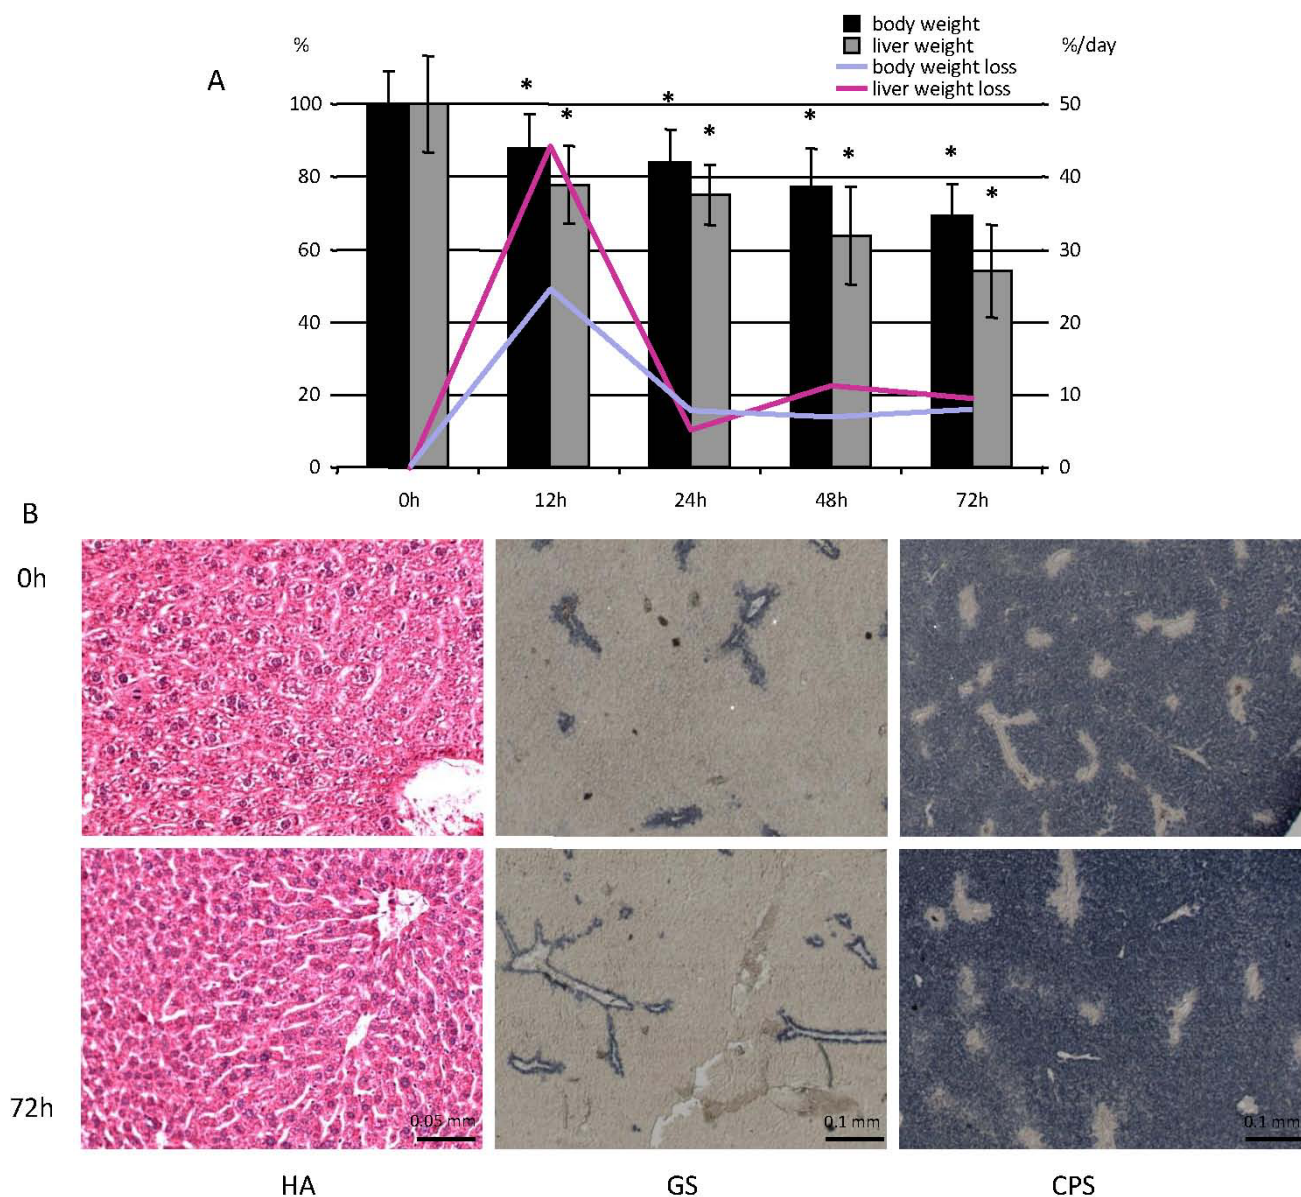 body weight
liver weight
body weight loss
liver weight loss
A
%
%/day
* * * * * * * *
100
80
60
40
20
0
50
40
30
20
10
0
0h
12h
24h
48h
72h
B
0h
72h
0.05 mm
0.1 mm
0.1 mm
HA
GS
CPS